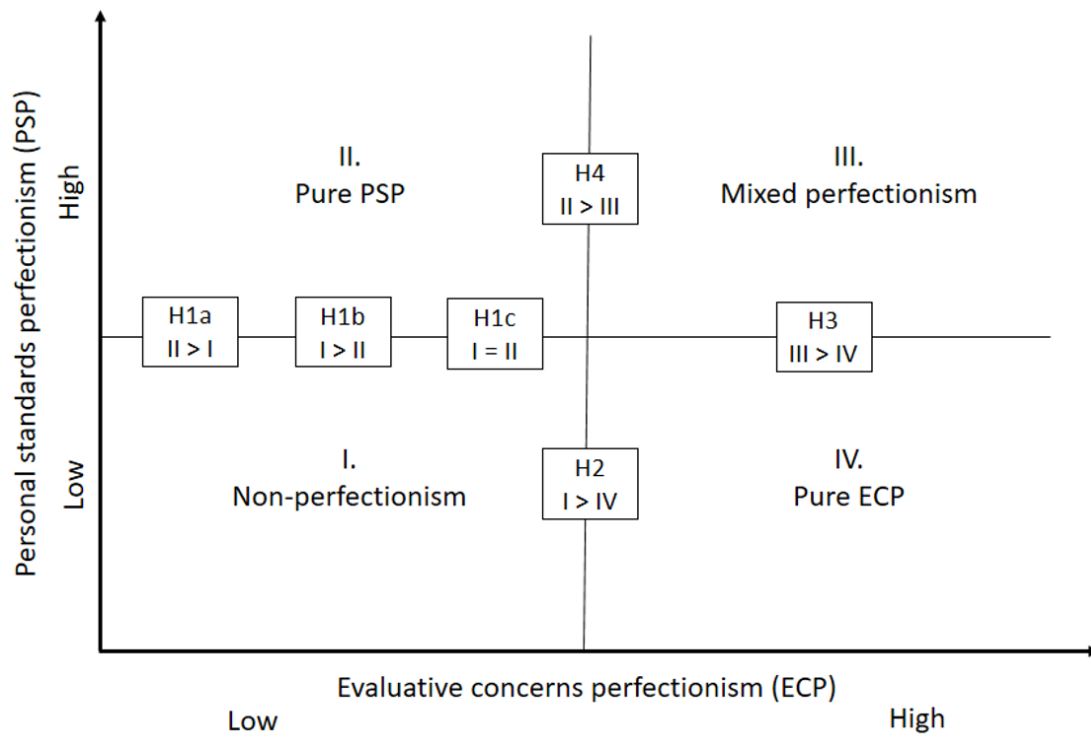 Personal standards perfectionism (PSP)
High
Low
II.
Pure PSP
H4
II > III
III.
Mixed perfectionism
H1a
II > I
H1b
I > II
H1c
I = II
H3
III > IV
I.
Non-perfectionism
H2
I > IV
IV.
Pure ECP
Evaluative concerns perfectionism (ECP)
Low
High